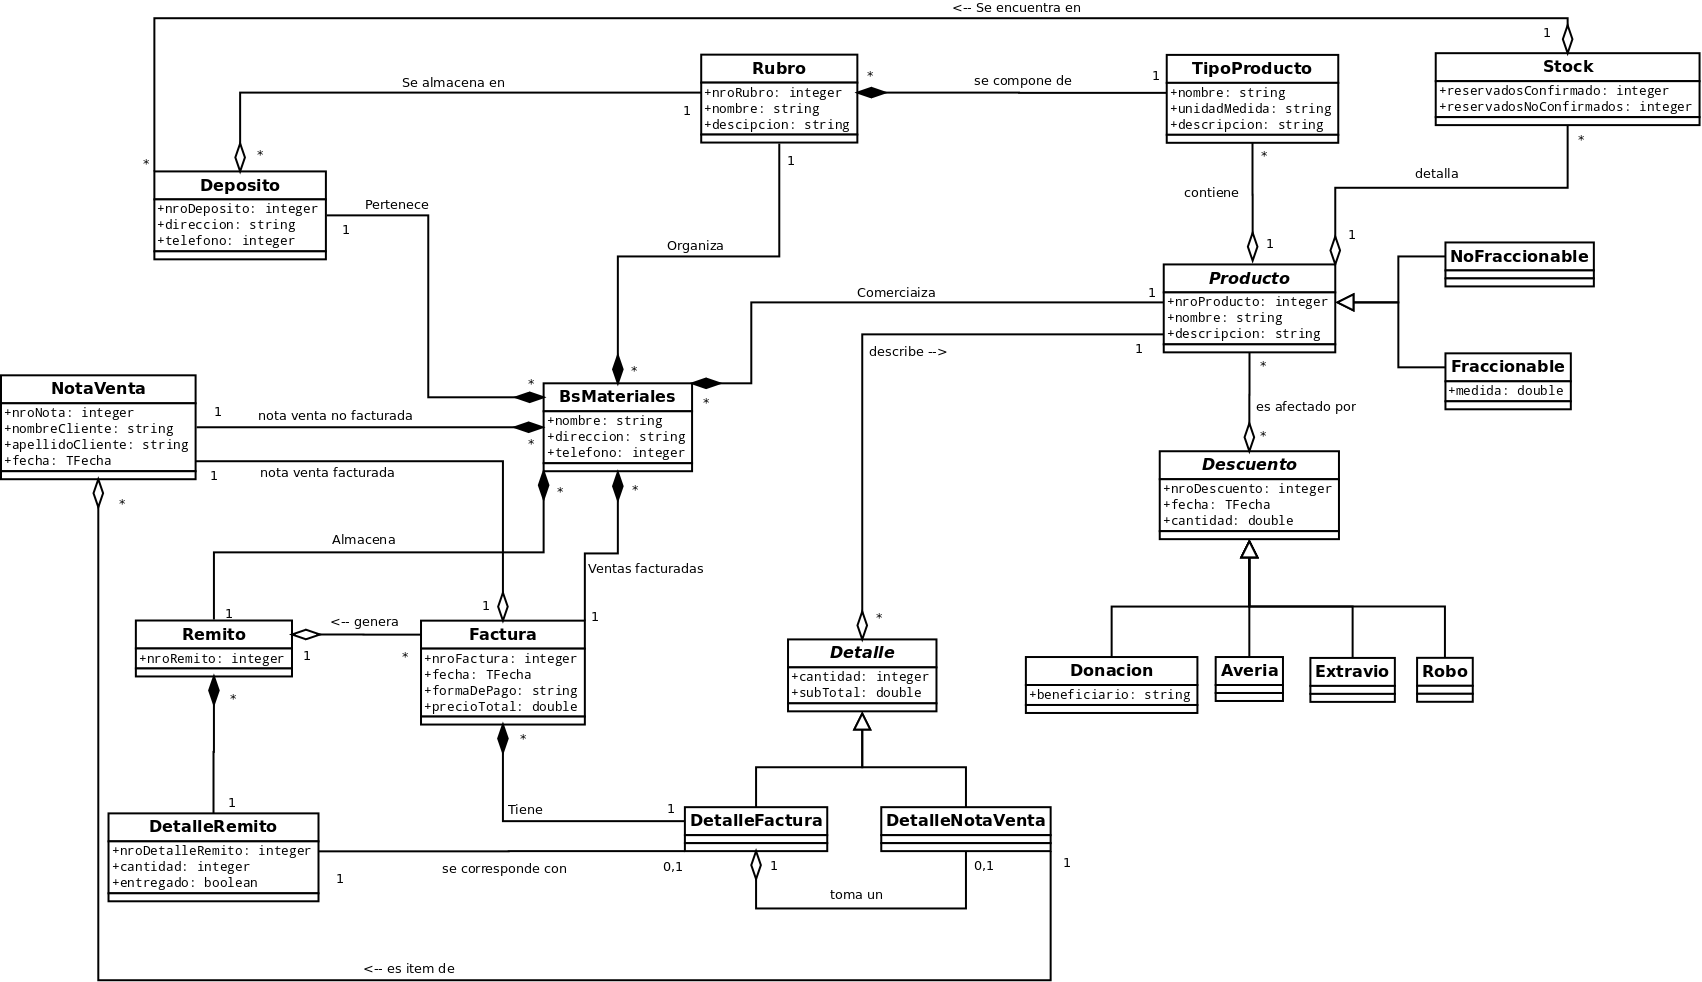 <-- Se encuentra en
1
Stock
+reservadosConfirmado: integer
+reservadosNoConfirmados: integer
*
detalla
1
Rubro
+nroRubro: integer
+nombre: string
+descipcion: string
*
se compone de
1
TipoProducto
+nombre: string
+unidadMedida: string
+descripcion: string
*
contiene
1
Se almacena en
1
*
*
Deposito
+nroDeposito: integer
+direccion: string
+telefono: integer
Pertenece
1
*
1
Organiza
*
Comerciaiza
1
*
Producto
+nroProducto: integer
+nombre: string
+descripcion: string
NoFraccionable
Fraccionable
+medida: double
describe -->
1
*
*
es afectado por
*
NotaVenta
+nroNota: integer
+nombreCliente: string
+apellidoCliente: string
+fecha: TFecha
1
nota venta no facturada
*
1
nota venta facturada
1
*
BsMateriales
+nombre: string
+direccion: string
+telefono: integer
*
*
Almacena
1
Ventas facturadas
1
Descuento
+nroDescuento: integer
+fecha: TFecha
+cantidad: double
Donacion
+beneficiario: string
Averia
Extravio
Robo
Remito
+nroRemito: integer
<-- genera
1
*
*
1
Factura
+nroFactura: integer
+fecha: TFecha
+formaDePago: string
+precioTotal: double
*
Tiene
1
Detalle
+cantidad: integer
+subTotal: double
DetalleFactura
DetalleNotaVenta
DetalleRemito
+nroDetalleRemito: integer
+cantidad: integer
+entregado: boolean
1
se corresponde con
0,1
1
toma un
0,1
1
<-- es item de